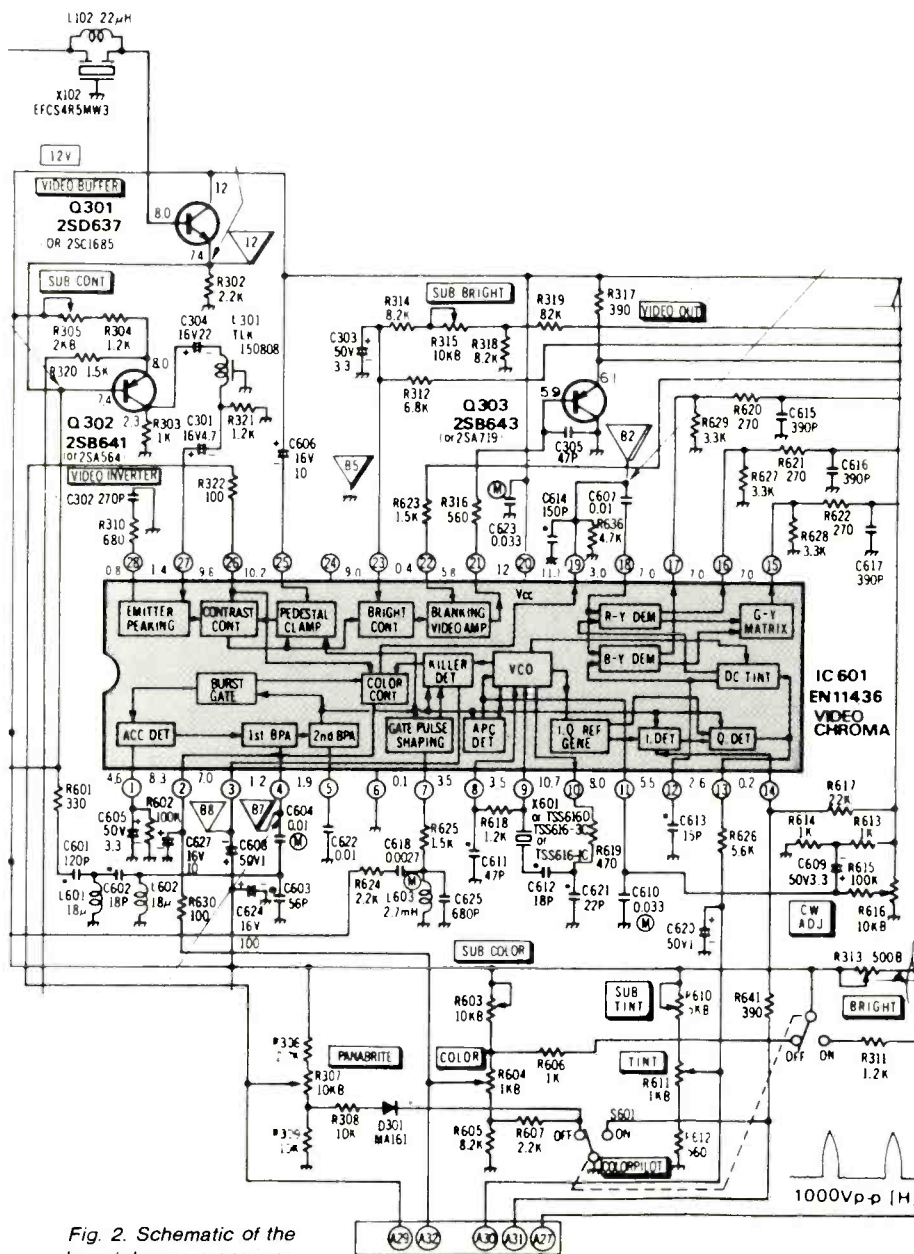 L102 22μH
X102
EFCS4R5MW3
12V
VIDEO BUFFER
Q301
2SD637
OR 2SC1685
8.0
12
7.4
12
R302
2.2K
SUB CONT
R305
2KB
R304
1.2K
R320 1.5K
C304
16V22
L301
TLK
150808
8.0
7.4
2.3
Q302
2SB641
(or 2SA564)
R303
1K
C301
16V4.7
R321
1.2K
VIDEO INVERTER
C302 270P
R322
100
R310
680
C606
16V
10
B5
C303
50V
3.3
R314
8.2K
SUB BRIGHT
R315
10KB
R318
8.2K
R319
82K
R317
390
VIDEO OUT
R312
6.8K
Q303
2SB643
(or 2SA719)
5.9
6.1
C305
47P
B2
R623
1.5K
R316
560
M
C623
0.033
C614
150P
C607
0.01
R636
4.7K
R629
3.3K
R620
270
C615
390P
R627
3.3K
R621
270
C616
390P
R628
3.3K
R622
270
C617
390P
28 27 26 25 24 23 22 21 20 19 18 17 16 15
0.8 1.4 9.6 10.2 9.0 0.4 5.8 12 11.1 3.0 7.0 7.0 7.0
Vcc
EMITTER
PEAKING
CONTRAST
CONT
PEDESTAL
CLAMP
BRIGHT
CONT
BLANKING
VIDEO AMP
R-Y DEM
G-Y
MATRIX
B-Y DEM
DC TINT
BURST
GATE
COLOR
CONT
KILLER
DET
VCO
ACC DET
1st BPA
2nd BPA
GATE PULSE
SHAPING
APC
DET
I.Q REF
GENE
I.DET
Q.DET
IC 601
EN11436
VIDEO
CHROMA
4.6 8.3 7.0 1.2 1.9 0.1 3.5 3.5 10.7 8.0 5.5 2.6 0.2
1 2 3 4 5 6 7 8 9 10 11 12 13 14
R601
330
C605
50V
3.3
R602
100K
C627
16V
10
B8
B7
C608
50V1
C604
0.01
M
C622
0.01
C601
120P
C602
18P
L601
18μ
L602
18μ
C603
56P
C624
16V
100
R630
100
R624
2.2K
C618
0.0027
M
R625
1.5K
L603
2.7mH
C625
680P
R618
1.2K
C611
47P
X601
or TSS616D
TSS616-3C
or
TSS616-1C
C612
18P
R619
470
C621
22P
C610
0.033
M
C613
15P
R626
5.6K
R617
22K
R614
1K
R613
1K
C609
50V3.3
R615
100K
R616
10KB
CW
ADJ
C620
50V1
SUB COLOR
R603
10KB
SUB
TINT
R610
5KB
R641
390
R313 500B
BRIGHT
OFF
ON
R311
1.2K
R306
R307
10KB
PANABRITE
R308
10K
D301
MA161
COLOR
R604
1KB
R606
1K
TINT
R611
1KB
R605
8.2K
R607
2.2K
S601
OFF
ON
COLORPILOT
R612
560
1000Vp-p [H
Fig. 2. Schematic of the
A29 A32 A30 A31 A27